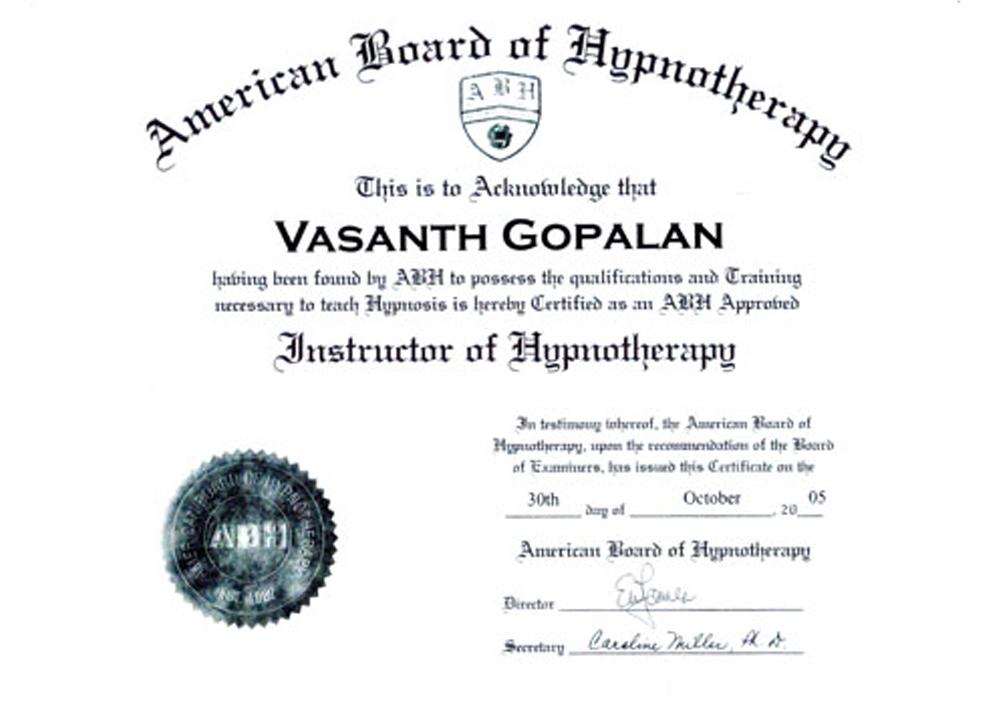 American Board of Hypnotherapy
ABH
This is to Acknowledge that
VASANTH GOPALAN
having been found by ABH to possess the qualifications and Training
necessary to teach Hypnosis is hereby Certified as an ABH Approved
Instructor of Hypnotherapy
In testimony whereof, the American Board of
Hypnotherapy, upon the recommendation of the Board
of Examiners, has issued this Certificate on the
30th day of October, 20 05
American Board of Hypnotherapy
Director
Secretary Caroline Miller, Ph.D.
AMERICAN BOARD OF HYPNOTHERAPY
ABH